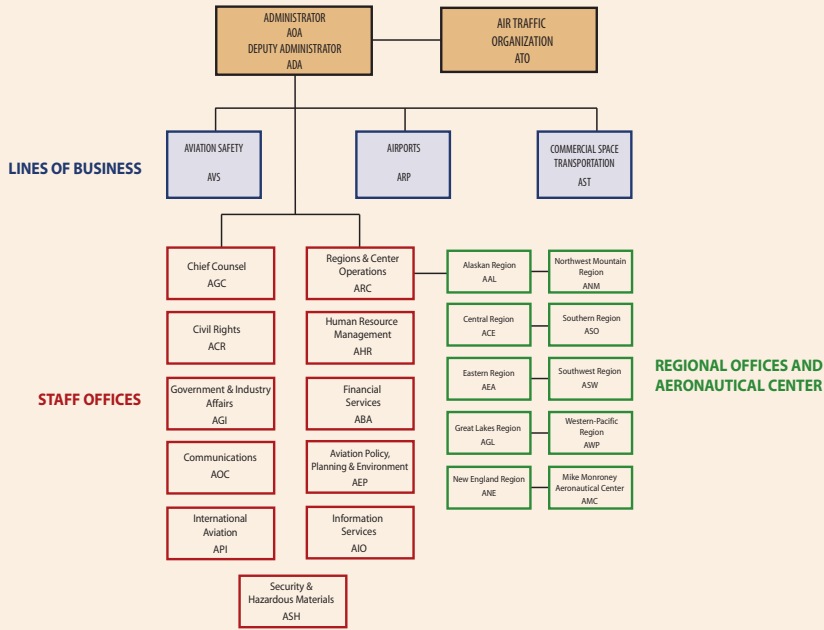 ADMINISTRATOR
AOA
DEPUTY ADMINISTRATOR
ADA
AIR TRAFFIC
ORGANIZATION
ATO
LINES OF BUSINESS
AVIATION SAFETY
AVS
AIRPORTS
ARP
COMMERCIAL SPACE
TRANSPORTATION
AST
STAFF OFFICES
Chief Counsel
AGC
Regions & Center
Operations
ARC
Civil Rights
ACR
Human Resource
Management
AHR
Government & Industry
Affairs
AGI
Financial
Services
ABA
Communications
AOC
Aviation Policy,
Planning & Environment
AEP
International
Aviation
API
Information
Services
AIO
Security &
Hazardous Materials
ASH
Alaskan Region
AAL
Northwest Mountain
Region
ANM
Central Region
ACE
Southern Region
ASO
Eastern Region
AEA
Southwest Region
ASW
Great Lakes Region
AGL
Western-Pacific
Region
AWP
New England Region
ANE
Mike Monroney
Aeronautical Center
AMC
REGIONAL OFFICES AND
AERONAUTICAL CENTER